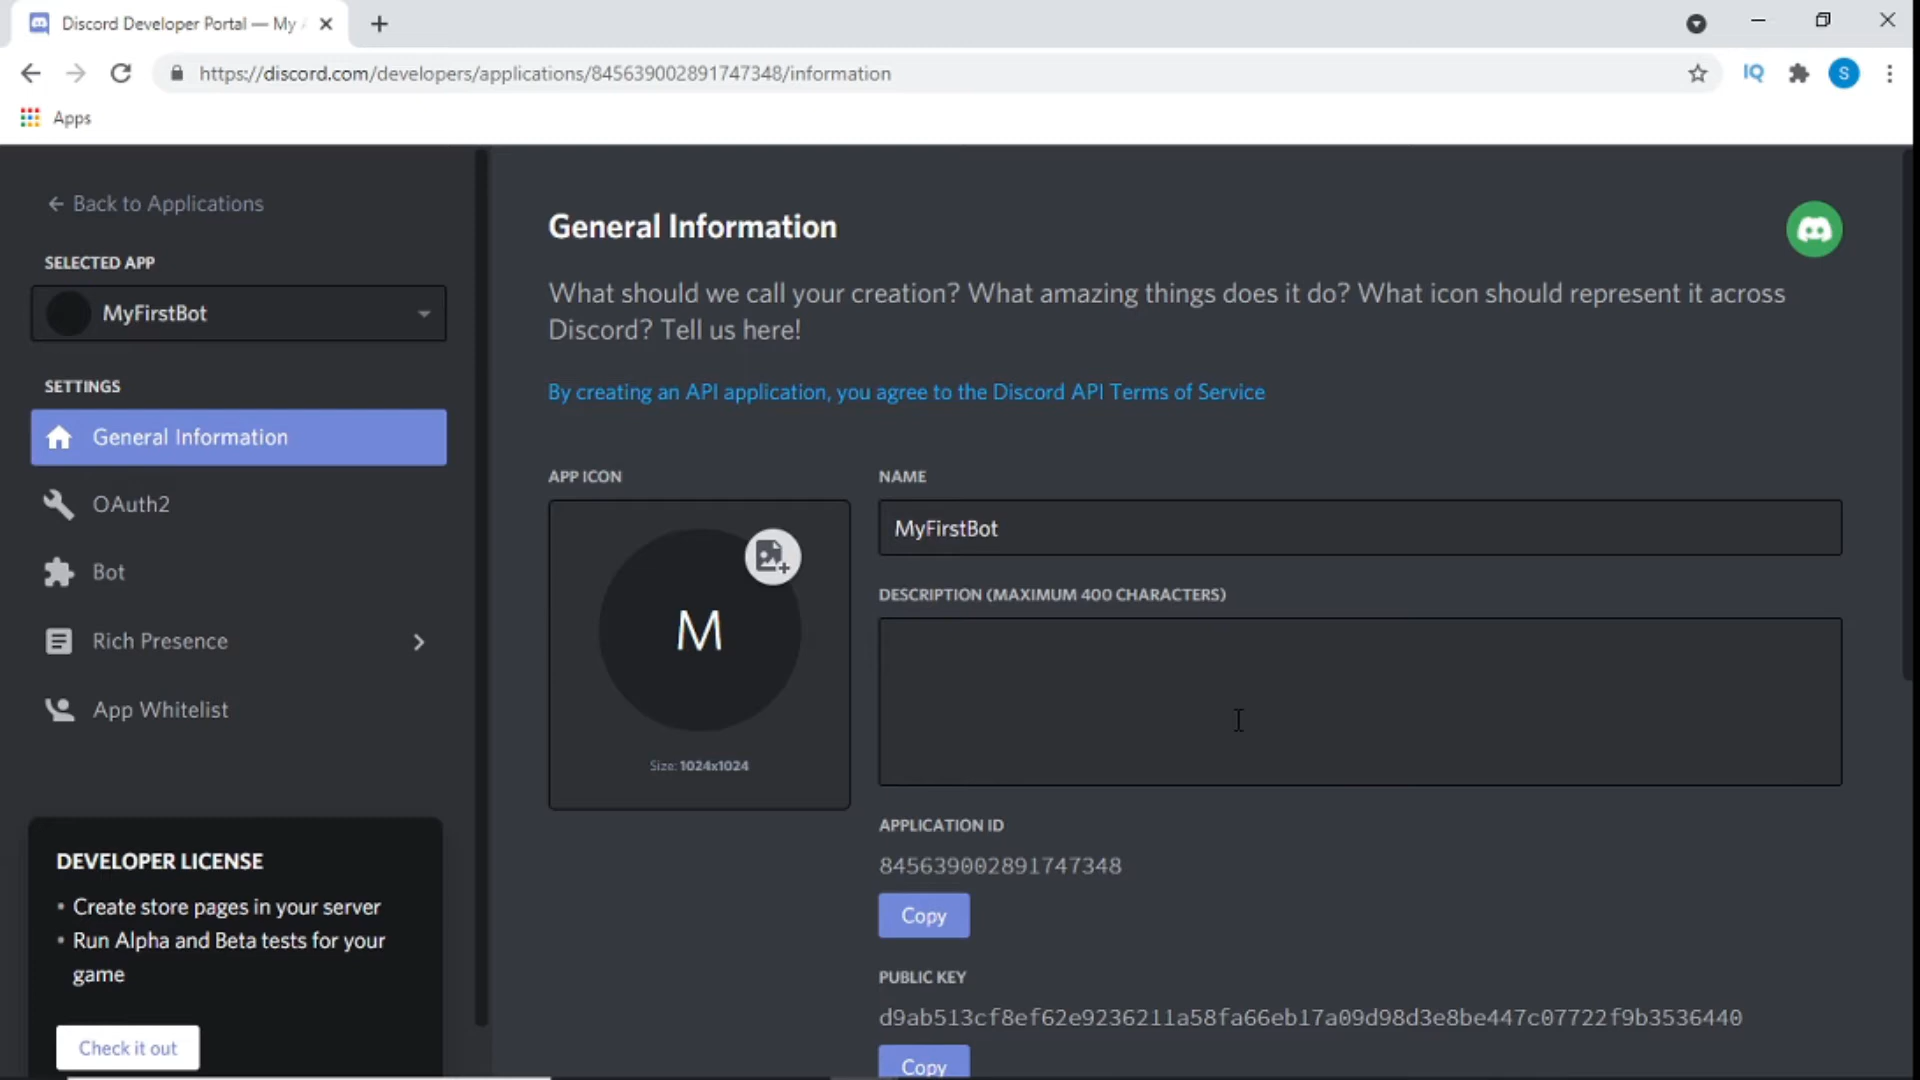 Discord Developer Portal — My
https://discord.com/developers/applications/845639002891747348/information
IQ
S
Apps
Back to Applications
SELECTED APP
MyFirstBot
SETTINGS
General Information
OAuth2
Bot
Rich Presence
App Whitelist
DEVELOPER LICENSE
• Create store pages in your server
• Run Alpha and Beta tests for your
game
Check it out
General Information
What should we call your creation? What amazing things does it do? What icon should represent it across
Discord? Tell us here!
By creating an API application, you agree to the Discord API Terms of Service
APP ICON
M
Size: 1024x1024
NAME
MyFirstBot
DESCRIPTION (MAXIMUM 400 CHARACTERS)
APPLICATION ID
845639002891747348
Copy
PUBLIC KEY
d9ab513cf8ef62e9236211a58fa66eb17a09d98d3e8be447c07722f9b3536440
Copy